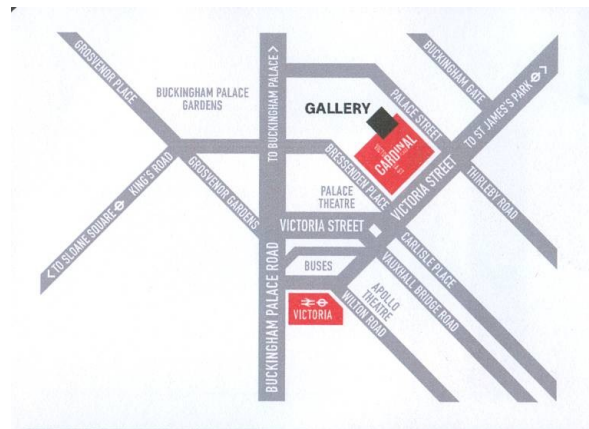 GROSVENOR PLACE
BUCKINGHAM PALACE
GARDENS
TO BUCKINGHAM PALACE >
BUCKINGHAM GATE
TO ST JAMES'S PARK >
GALLERY
PALACE STREET
CARDINAL
KING'S ROAD
< TO SLOANE SQUARE
GROSVENOR GARDENS
BRESSENDEN PLACE
PALACE
THEATRE
VICTORIA STREET
VICTORIA STREET
THIRLEBY ROAD
CARLISLE PLACE
VAUXHALL BRIDGE ROAD
BUSES
APOLLO
THEATRE
WILTON ROAD
VICTORIA
BUCKINGHAM PALACE ROAD